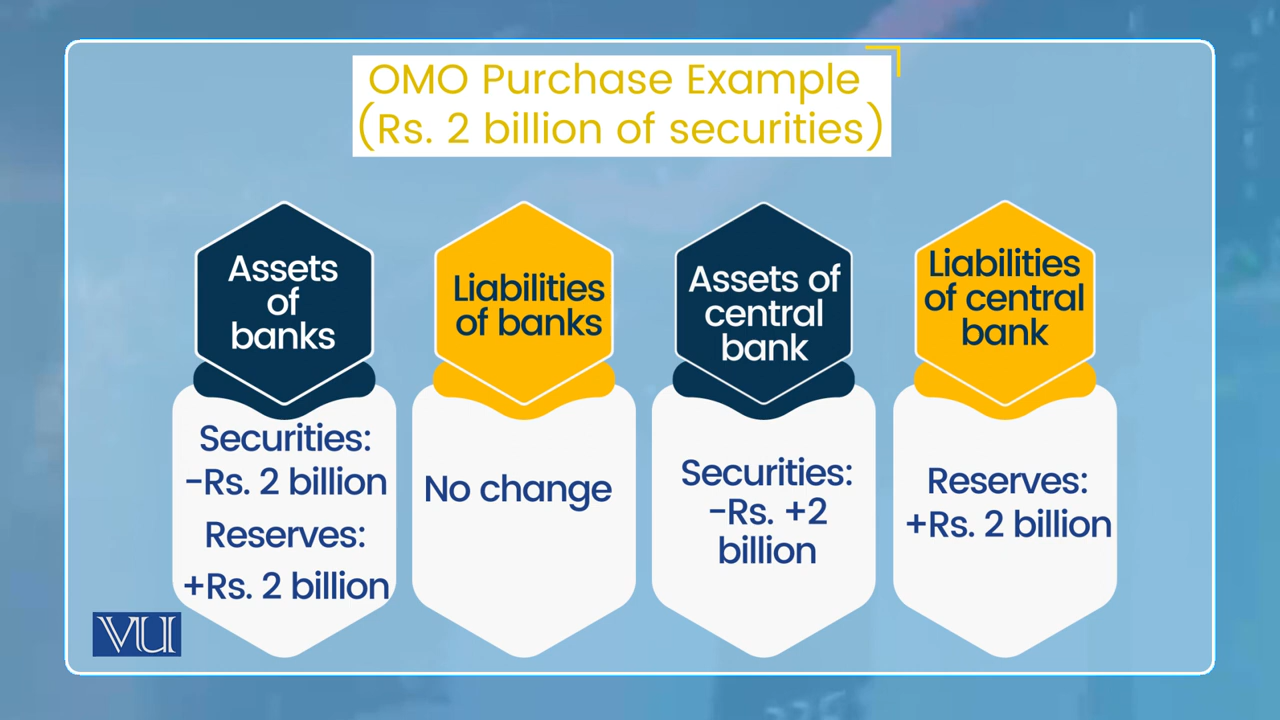 OMO Purchase Example
(Rs. 2 billion of securities)
Assets
of
banks
Securities:
-Rs. 2 billion
Reserves:
+Rs. 2 billion
Liabilities
of banks
No change
Assets of
central
bank
Securities:
-Rs. +2
billion
Liabilities
of central
bank
Reserves:
+Rs. 2 billion
VU